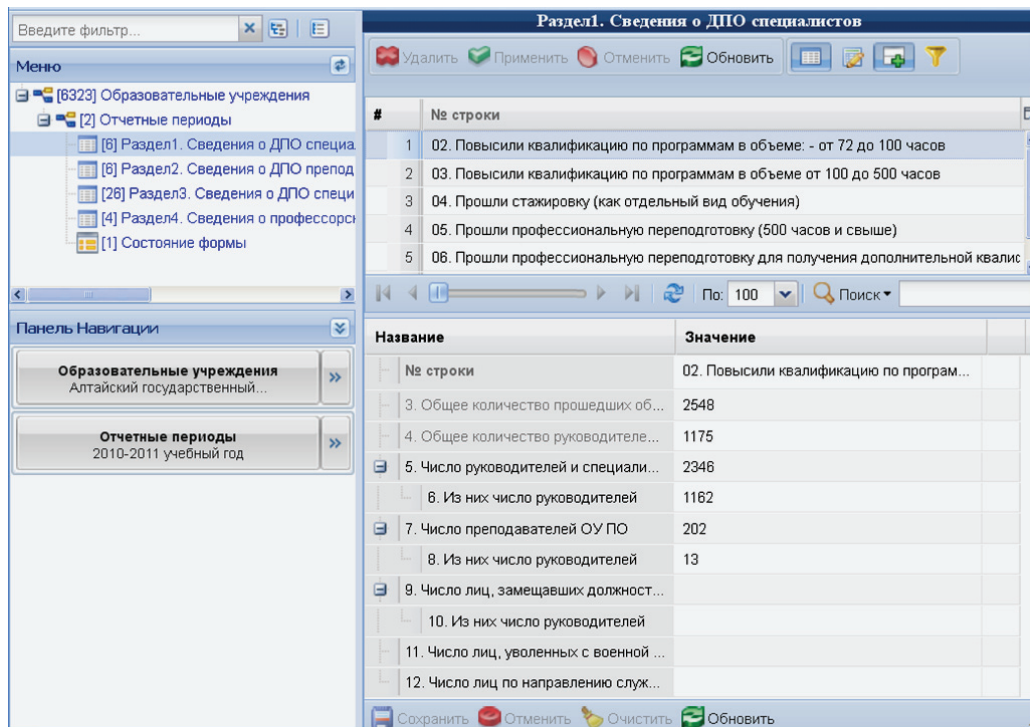 Введите фильтр...
Меню
[6323] Образовательные учреждения
[2] Отчетные периоды
[6] Раздел1. Сведения о ДПО специа
[6] Раздел2. Сведения о ДПО препод
[26] Раздел3. Сведения о ДПО специ
[4] Раздел4. Сведения о профессорск
[1] Состояние формы
Панель Навигации
Образовательные учреждения
Алтайский государственный...
Отчетные периоды
2010-2011 учебный год
Раздел1. Сведения о ДПО специалистов
Удалить Применить Отменить Обновить
# № строки
1 02. Повысили квалификацию по программам в объеме: - от 72 до 100 часов
2 03. Повысили квалификацию по программам в объеме от 100 до 500 часов
3 04. Прошли стажировку (как отдельный вид обучения)
4 05. Прошли профессиональную переподготовку (500 часов и свыше)
5 06. Прошли профессиональную переподготовку для получения дополнительной квалис
По: 100 Поиск
Название Значение
№ строки 02. Повысили квалификацию по програм...
3. Общее количество прошедших об... 2548
4. Общее количество руководителе... 1175
5. Число руководителей и специали... 2346
6. Из них число руководителей 1162
7. Число преподавателей ОУ ПО 202
8. Из них число руководителей 13
9. Число лиц, замещавших должност...
10. Из них число руководителей
11. Число лиц, уволенных с военной ...
12. Число лиц по направлению служ...
Сохранить Отменить Очистить Обновить